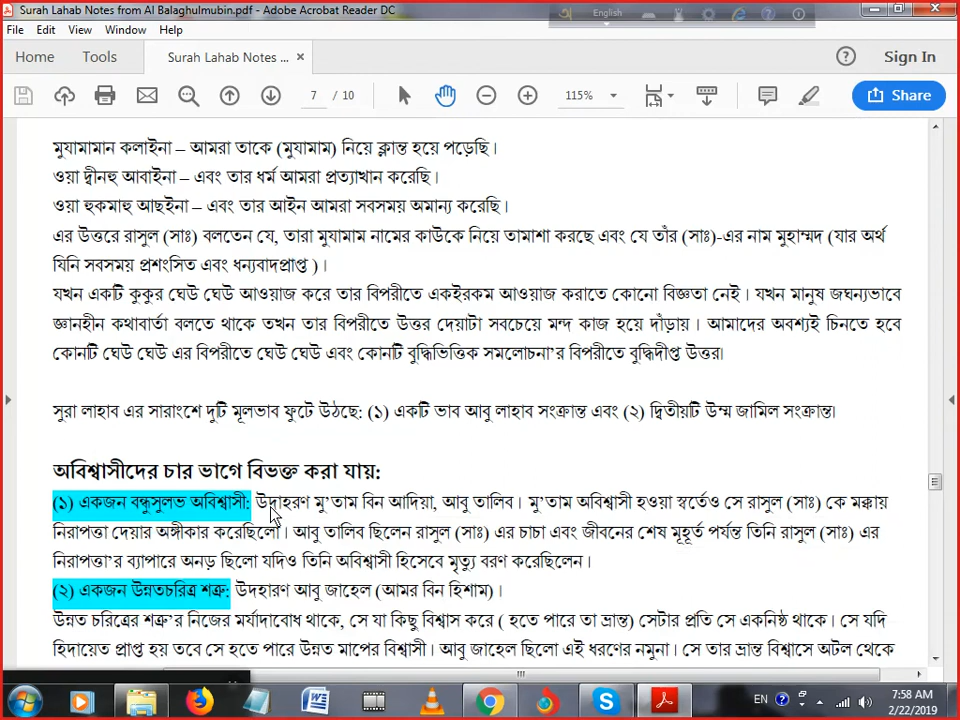 Surah Lahab Notes from Al Balaghulmubin.pdf - Adobe Acrobat Reader DC
English
File Edit View Window Help
Home Tools Surah Lahab Notes ... × Sign In
7 / 10 115% Share
মুযামামান কলাইনা – আমরা তাকে (মুযামাম) নিয়ে ক্লান্ত হয়ে পড়েছি।
ওয়া দ্বীনহু আবাইনা – এবং তার ধর্ম আমরা প্রত্যাখান করেছি।
ওয়া হুকমাহু আছইনা – এবং তার আইন আমরা সবসময় অমান্য করেছি।
এর উত্তরে রাসুল (সাঃ) বলতেন যে, তারা মুযামাম নামের কাউকে নিয়ে তামাশা করছে এবং যে তাঁর (সাঃ)-এর নাম মুহাম্মদ (যার অর্থ
যিনি সবসময় প্রশংসিত এবং ধন্যবাদপ্রাপ্ত )।
যখন একটি কুকুর ঘেউ ঘেউ আওয়াজ করে তার বিপরীতে একইরকম আওয়াজ করাতে কোনো বিজ্ঞতা নেই। যখন মানুষ জঘন্যভাবে
জ্ঞানহীন কথাবার্তা বলতে থাকে তখন তার বিপরীতে উত্তর দেয়াটা সবচেয়ে মন্দ কাজ হয়ে দাঁড়ায়। আমাদের অবশ্যই চিনতে হবে
কোনটি ঘেউ ঘেউ এর বিপরীতে ঘেউ ঘেউ এবং কোনটি বুদ্ধিভিত্তিক সমলোচনা'র বিপরীতে বুদ্ধিদীপ্ত উত্তর।
সুরা লাহাব এর সারাংশে দুটি মূলভাব ফুটে উঠছে: (১) একটি ভাব আবু লাহাব সংক্রান্ত এবং (২) দ্বিতীয়টি উম্ম জামিল সংক্রান্ত।
অবিশ্বাসীদের চার ভাগে বিভক্ত করা যায়:
(১) একজন বন্ধুসুলভ অবিশ্বাসী: উদাহরণ মু'তাম বিন আদিয়া, আবু তালিব। মু'তাম অবিশ্বাসী হওয়া স্বর্তেও সে রাসুল (সাঃ) কে মক্কায়
নিরাপত্তা দেয়ার অঙ্গীকার করেছিলো। আবু তালিব ছিলেন রাসুল (সাঃ) এর চাচা এবং জীবনের শেষ মূহূর্ত পর্যন্ত তিনি রাসুল (সাঃ) এর
নিরাপত্তা'র ব্যাপারে অনড় ছিলো যদিও তিনি অবিশ্বাসী হিসেবে মৃত্যু বরণ করেছিলেন।
(২) একজন উন্নতচরিত্র শত্রু: উদহারণ আবু জাহেল (আমর বিন হিশাম)।
উন্নত চরিত্রের শত্রু'র নিজের মর্যাদাবোধ থাকে, সে যা কিছু বিশ্বাস করে ( হতে পারে তা ভ্রান্ত) সেটার প্রতি সে একনিষ্ঠ থাকে। সে যদি
হিদায়েত প্রাপ্ত হয় তবে সে হতে পারে উন্নত মাপের বিশ্বাসী। আবু জাহেল ছিলো এই ধরণের নমুনা। সে তার ভ্রান্ত বিশ্বাসে অটল থেকে
EN 7:58 AM
2/22/2019